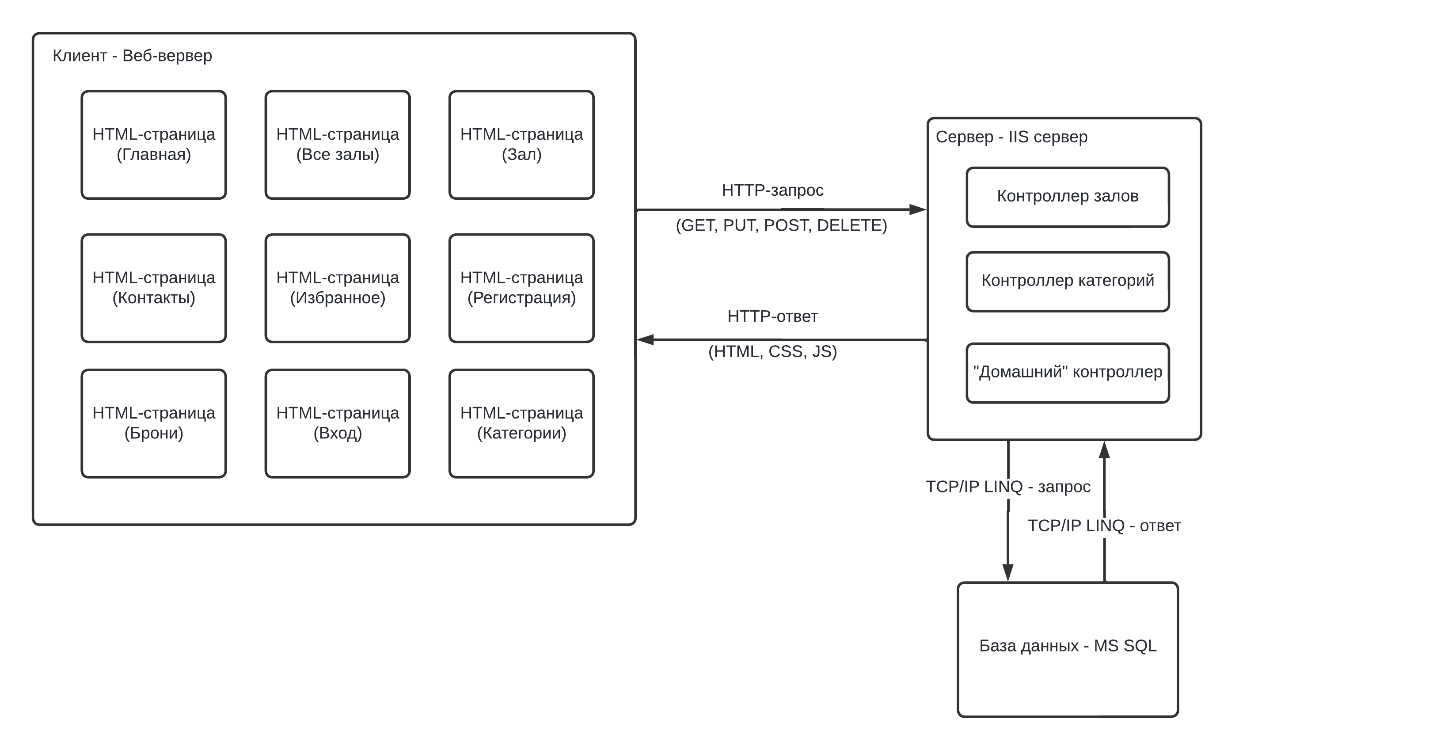 Клиент - Веб-вервер
HTML-страница
(Главная)
HTML-страница
(Все залы)
HTML-страница
(Зал)
HTML-страница
(Контакты)
HTML-страница
(Избранное)
HTML-страница
(Регистрация)
HTML-страница
(Брони)
HTML-страница
(Вход)
HTML-страница
(Категории)
HTTP-запрос
(GET, PUT, POST, DELETE)
HTTP-ответ
(HTML, CSS, JS)
Сервер - IIS сервер
Контроллер залов
Контроллер категорий
"Домашний" контроллер
TCP/IP LINQ - запрос
TCP/IP LINQ - ответ
База данных - MS SQL